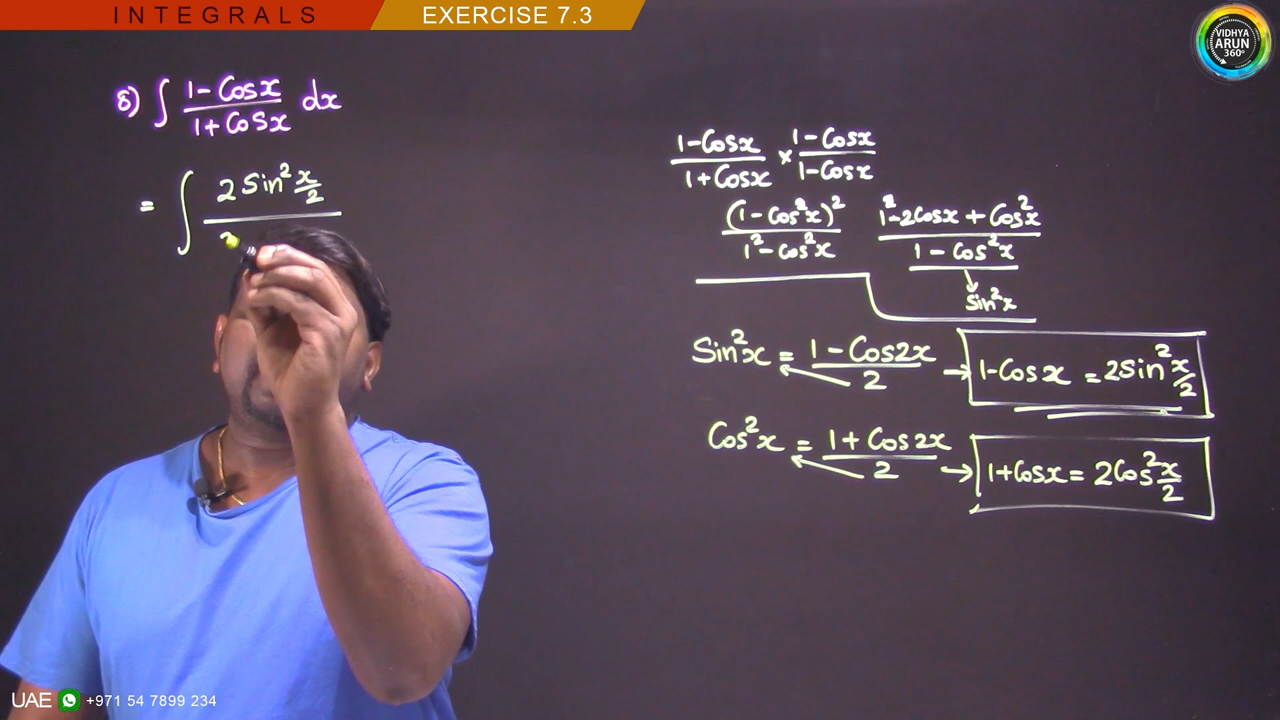 INTEGRALS
EXERCISE 7.3
VIDHYA
ARUN
360°
8) ∫ (1-Cosx)/(1+Cosx) dx
= ∫ 2Sin² x/2
2
(1-Cosx)/(1+Cosx) × (1-Cosx)/(1-Cosx)
(1-Cos²x)²/(1²-Cos²x)
(1²-2Cosx+Cos²x)/(1-Cos²x)
Sin²x
Sin²x = (1-Cos2x)/2 → 1-Cosx = 2Sin² x/2
Cos²x = (1+Cos2x)/2 → 1+Cosx = 2Cos² x/2
UAE +971 54 7899 234